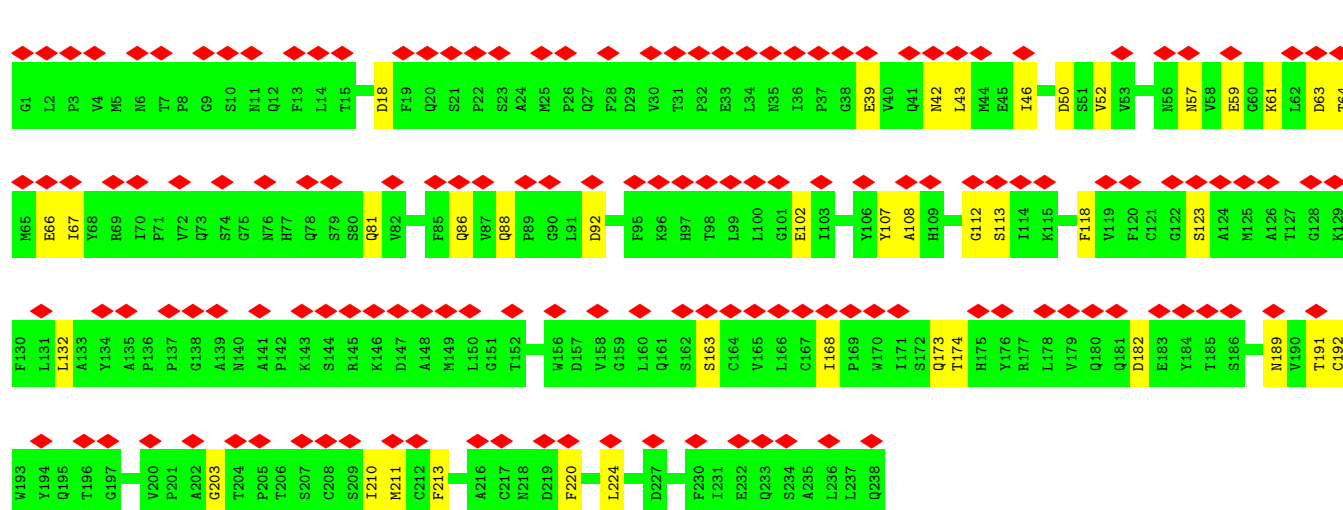 G1 L2 P3 V4 M5 N6 T7 P8 G9 S10 N11 Q12 F13 L14 T15 D18 F19 Q20 S21 P22 S23 A24 M25 P26 Q27 F28 D29 V30 T31 P32 E33 L34 N35 I36 P37 G38 E39 V40 Q41 N42 L43 M44 E45 I46 D50 S51 V52 V53 N56 N57 V58 E59 G60 K61 L62 D63 T64
M65 E66 I67 Y68 R69 I70 P71 V72 Q73 S74 G75 N76 H77 Q78 S79 S80 Q81 V82 F85 Q86 V87 Q88 P89 G90 L91 D92 F95 K96 H97 T98 L99 L100 G101 E102 I103 Y106 Y107 A108 H109 G112 S113 I114 K115 F118 V119 F120 C121 G122 S123 A124 M125 A126 T127 G128 K129
F130 L131 L132 A133 Y134 A135 P136 P137 G138 A139 N140 A141 P142 K143 S144 R145 K146 D147 A148 M149 L150 G151 T152 W156 D157 V158 G159 L160 Q161 S162 S163 C164 V165 L166 C167 I168 P169 W170 I171 S172 Q173 T174 H175 Y176 R177 L178 V179 Q180 Q181 D182 E183 Y184 T185 S186 N189 V190 T191 C192
W193 Y194 Q195 T196 G197 V200 P201 A202 G203 T204 P205 T206 S207 C208 S209 I210 M211 C212 F213 A216 C217 N218 D219 F220 L224 D227 F230 I231 E232 Q233 S234 A235 L236 L237 Q238